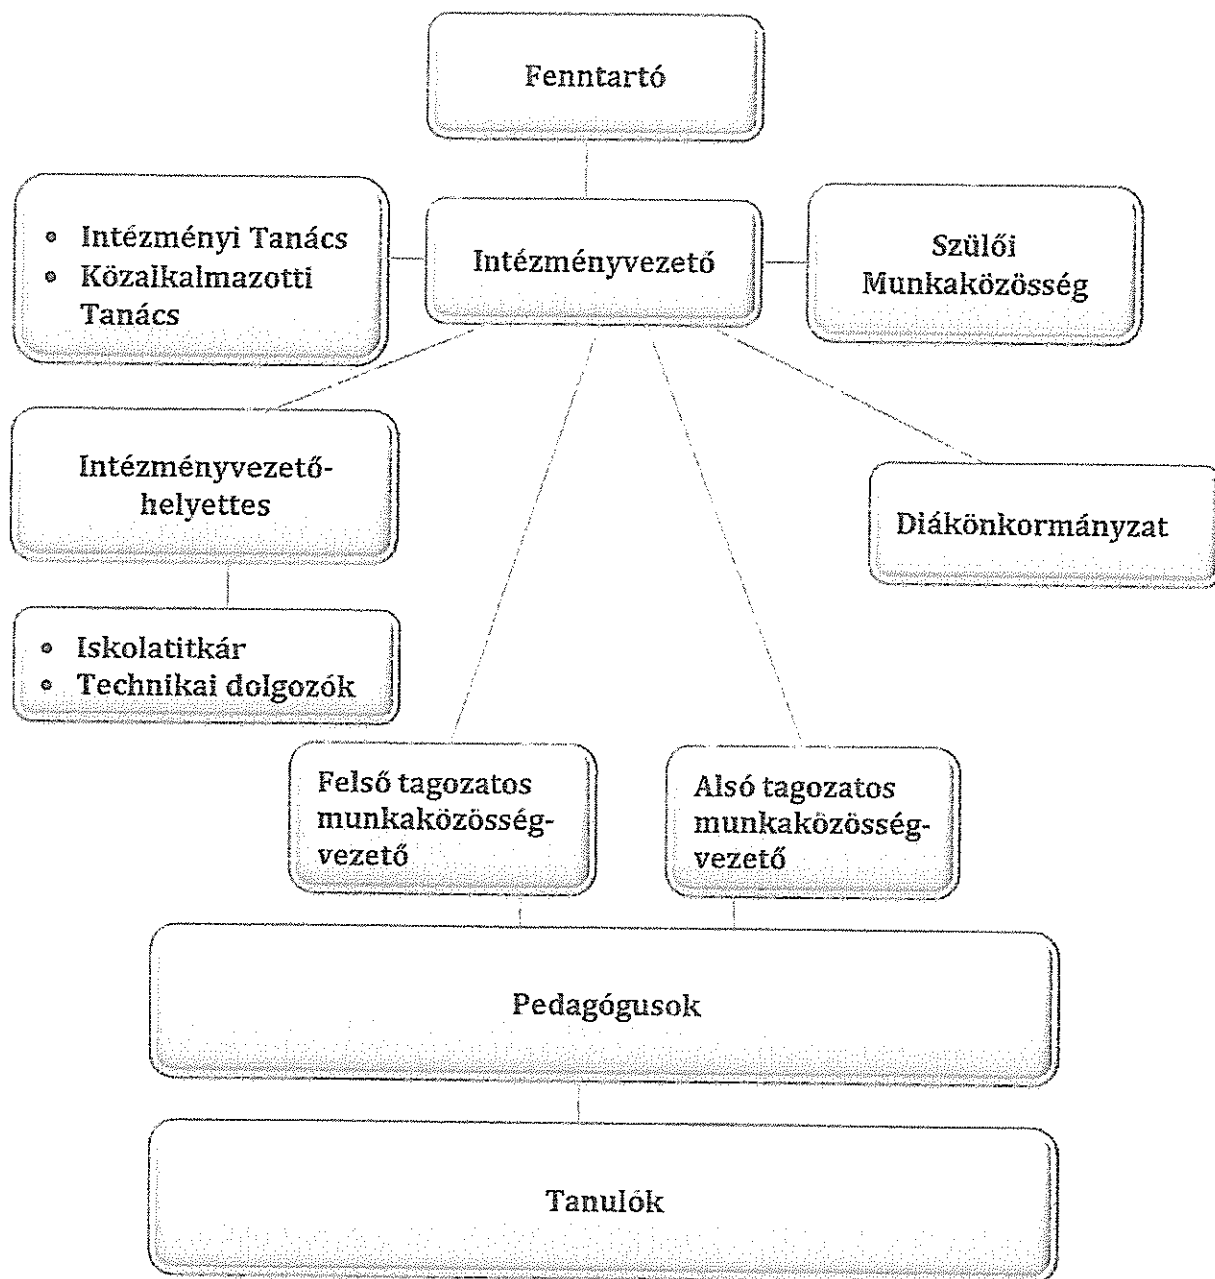 Fenntartó
• Intézményi Tanács
• Közalkalmazotti
Tanács
Intézményvezető
Szülői
Munkaközösség
Intézményvezető-
helyettes
Diákönkormányzat
• Iskolatitkár
• Technikai dolgozók
Felső tagozatos
munkaközösség-
vezető
Alsó tagozatos
munkaközösség-
vezető
Pedagógusok
Tanulók